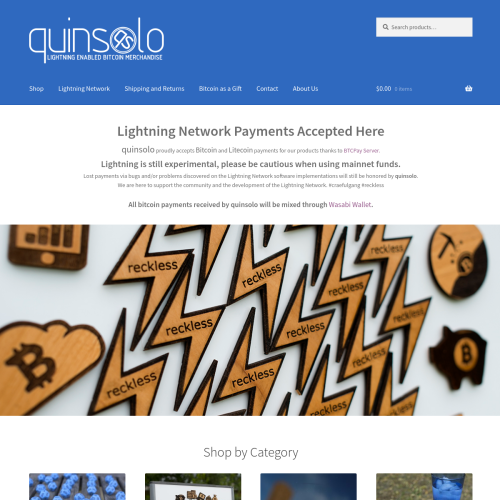 quinsolo
LIGHTNING ENABLED BITCOIN MERCHANDISE
Search products...
Shop
Lightning Network
Shipping and Returns
Bitcoin as a Gift
Contact
About Us
$0.00 0 items
Lightning Network Payments Accepted Here
quinsolo proudly accepts Bitcoin and Litecoin payments for our products thanks to BTCPay Server.
Lightning is still experimental, please be cautious when using mainnet funds.
Lost payments via bugs and/or problems discovered on the Lightning Network software implementations will still be honored by quinsolo.
We are here to support the community and the development of the Lightning Network. #craefulgang #reckless
All bitcoin payments received by quinsolo will be mixed through Wasabi Wallet.
reckless
reckless
reckless
reckless
reckless
reckless
reckless
reckless
Shop by Category